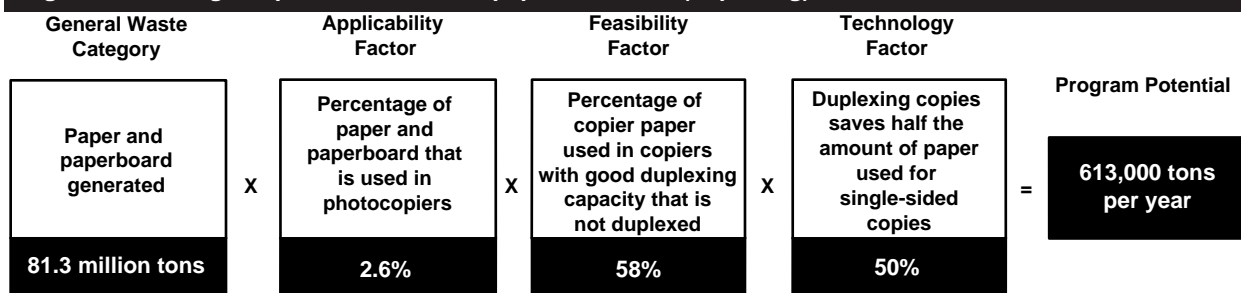 General Waste
Category
Applicability
Factor
Feasibility
Factor
Technology
Factor
Paper and
paperboard
generated
81.3 million tons
X
Percentage of
paper and
paperboard that
is used in
photocopiers
2.6%
X
Percentage of
copier paper
used in copiers
with good duplexing
capacity that is
not duplexed
58%
X
Duplexing copies
saves half the
amount of paper
used for
single-sided
copies
50%
=
Program Potential
613,000 tons
per year